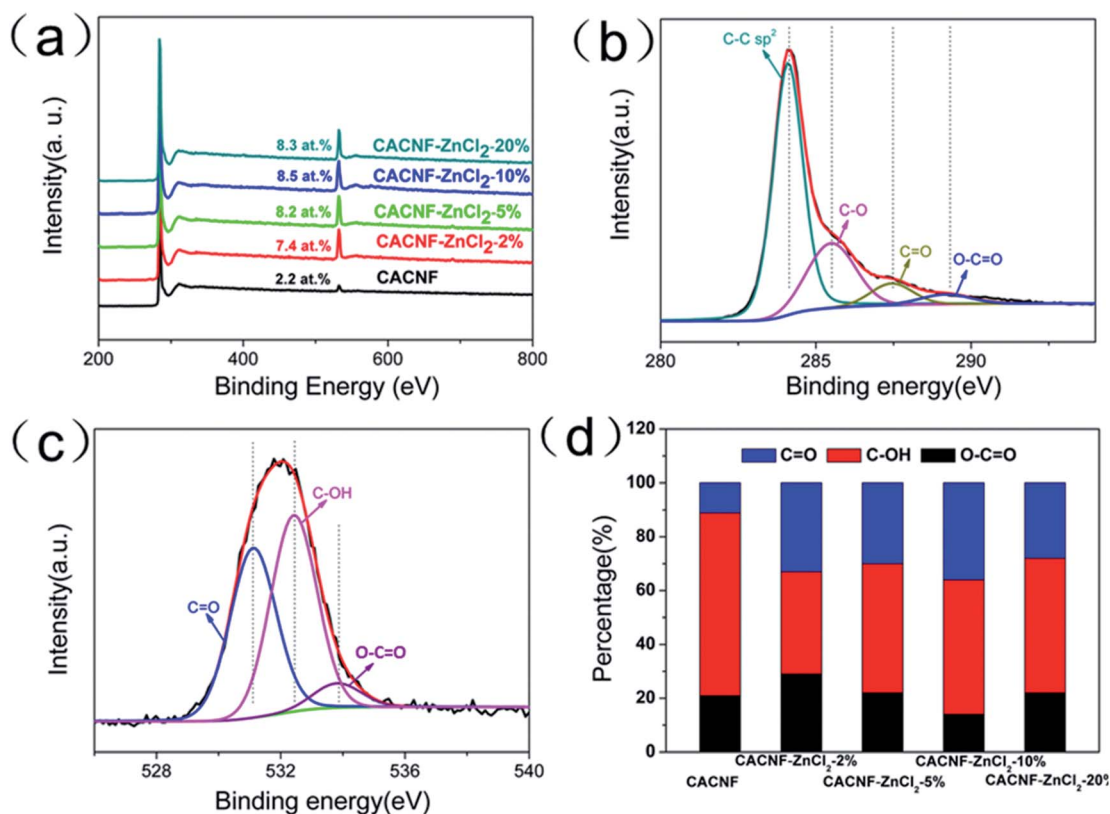 (a)
Intensity(a. u.)
8.3 at.% CACNF-ZnCl₂-20%
8.5 at.% CACNF-ZnCl₂-10%
8.2 at.% CACNF-ZnCl₂-5%
7.4 at.% CACNF-ZnCl₂-2%
2.2 at.% CACNF
200 400 600 800
Binding Energy (eV)
(b)
Intensity(a.u.)
C-C sp²
C-O
C=O
O-C=O
280 285 290
Binding energy(eV)
(c)
Intensity(a.u.)
C-OH
C=O
O-C=O
528 532 536 540
Binding energy(eV)
(d)
Percentage(%)
120
100
80
60
40
20
0
C=O C-OH O-C=O
CACNF-ZnCl₂-2% CACNF-ZnCl₂-10%
CACNF CACNF-ZnCl₂-5% CACNF-ZnCl₂-20%